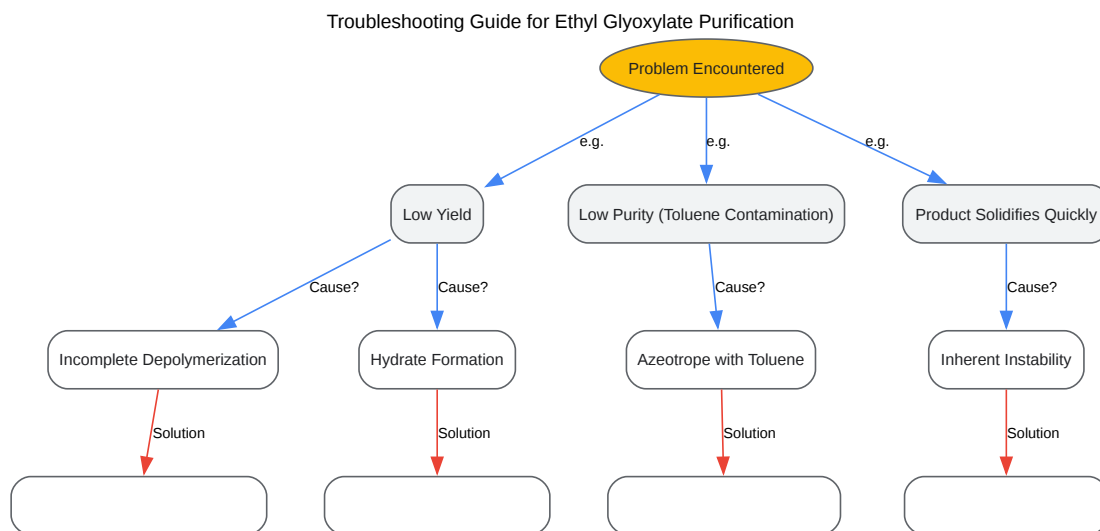 Troubleshooting Guide for Ethyl Glyoxylate Purification
Problem Encountered
e.g.
e.g.
e.g.
Low Yield
Low Purity (Toluene Contamination)
Product Solidifies Quickly
Cause?
Cause?
Cause?
Cause?
Incomplete Depolymerization
Hydrate Formation
Azeotrope with Toluene
Inherent Instability
Solution
Solution
Solution
Solution